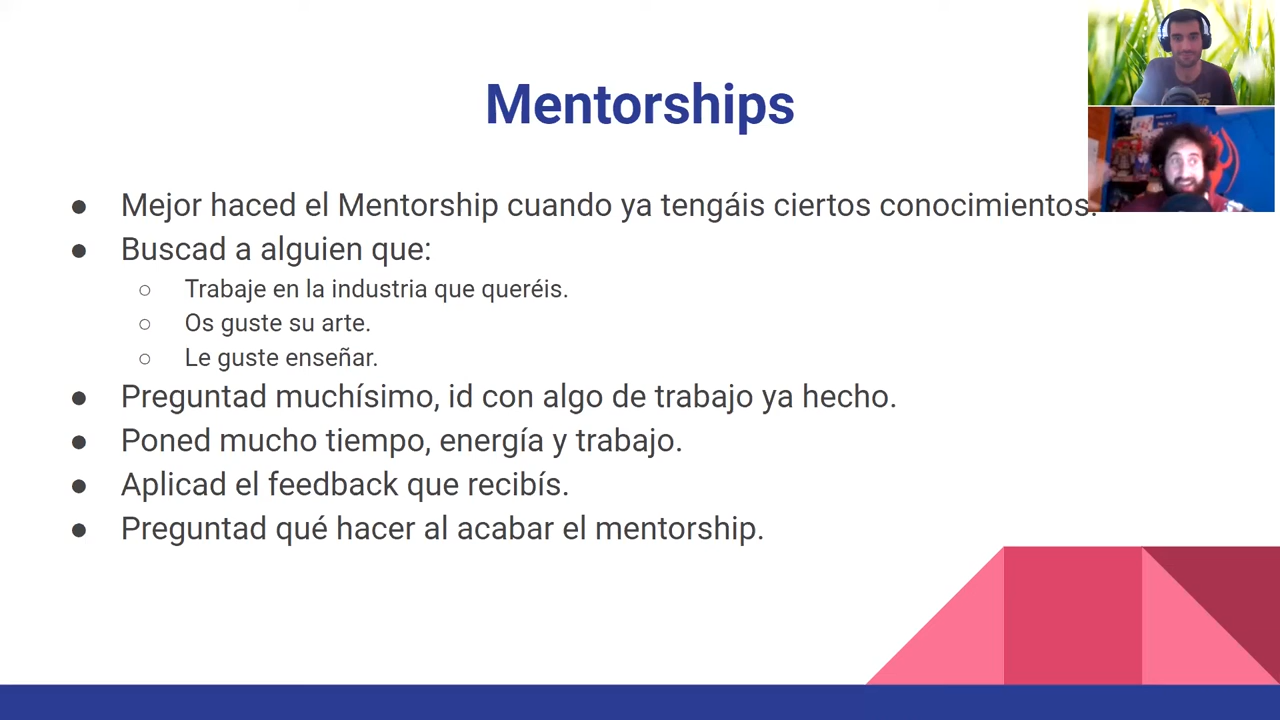 Mentorships
● Mejor haced el Mentorship cuando ya tengáis ciertos conocimientos.
● Buscad a alguien que:
○ Trabaje en la industria que queréis.
○ Os guste su arte.
○ Le guste enseñar.
● Preguntad muchísimo, id con algo de trabajo ya hecho.
● Poned mucho tiempo, energía y trabajo.
● Aplicad el feedback que recibís.
● Preguntad qué hacer al acabar el mentorship.